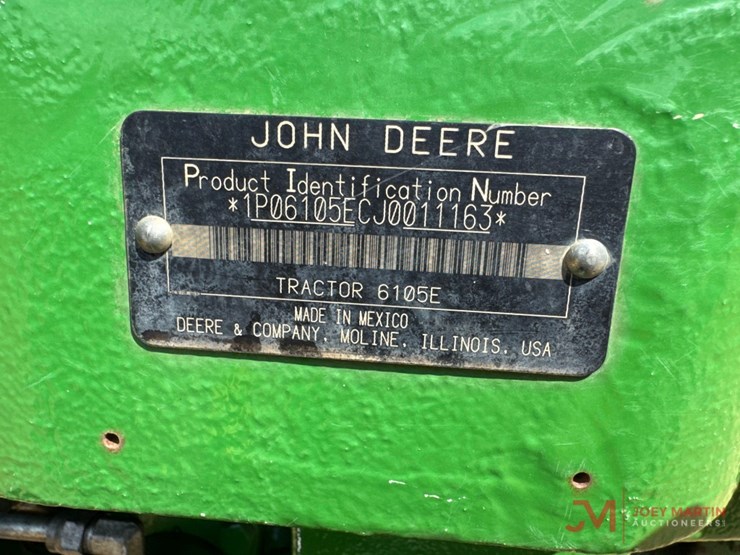 JOHN DEERE
Product Identification Number
*1P06105ECJ0011163*
TRACTOR 6105E
MADE IN MEXICO
DEERE & COMPANY, MOLINE, ILLINOIS, USA
JM JOEY MARTIN
AUCTIONEERS